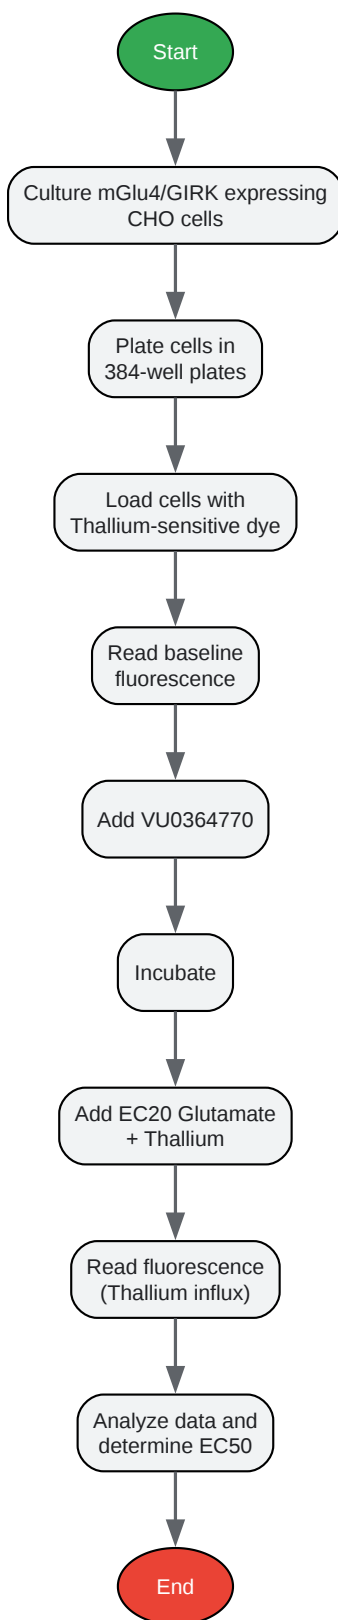 Start
Culture mGlu4/GIRK expressing
CHO cells
Plate cells in
384-well plates
Load cells with
Thallium-sensitive dye
Read baseline
fluorescence
Add VU0364770
Incubate
Add EC20 Glutamate
+ Thallium
Read fluorescence
(Thallium influx)
Analyze data and
determine EC50
End